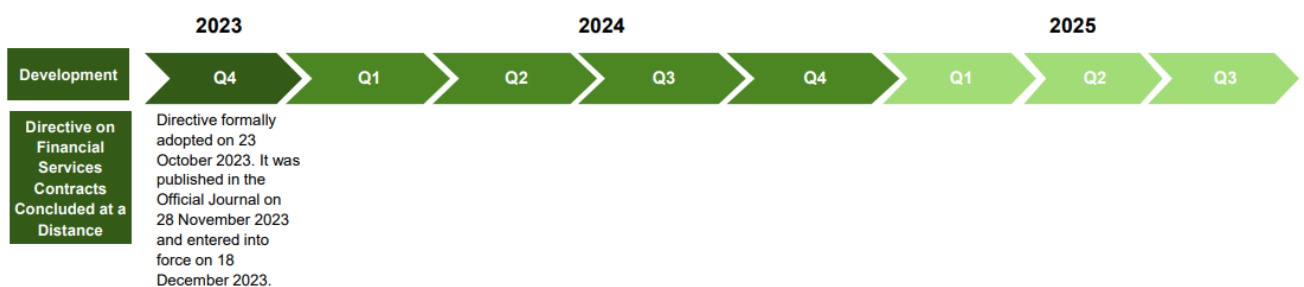 2023 2024 2025
Development Q4 Q1 Q2 Q3 Q4 Q1 Q2 Q3
Directive on
Financial
Services
Contracts
Concluded at a
Distance
Directive formally
adopted on 23
October 2023. It was
published in the
Official Journal on
28 November 2023
and entered into
force on 18
December 2023.